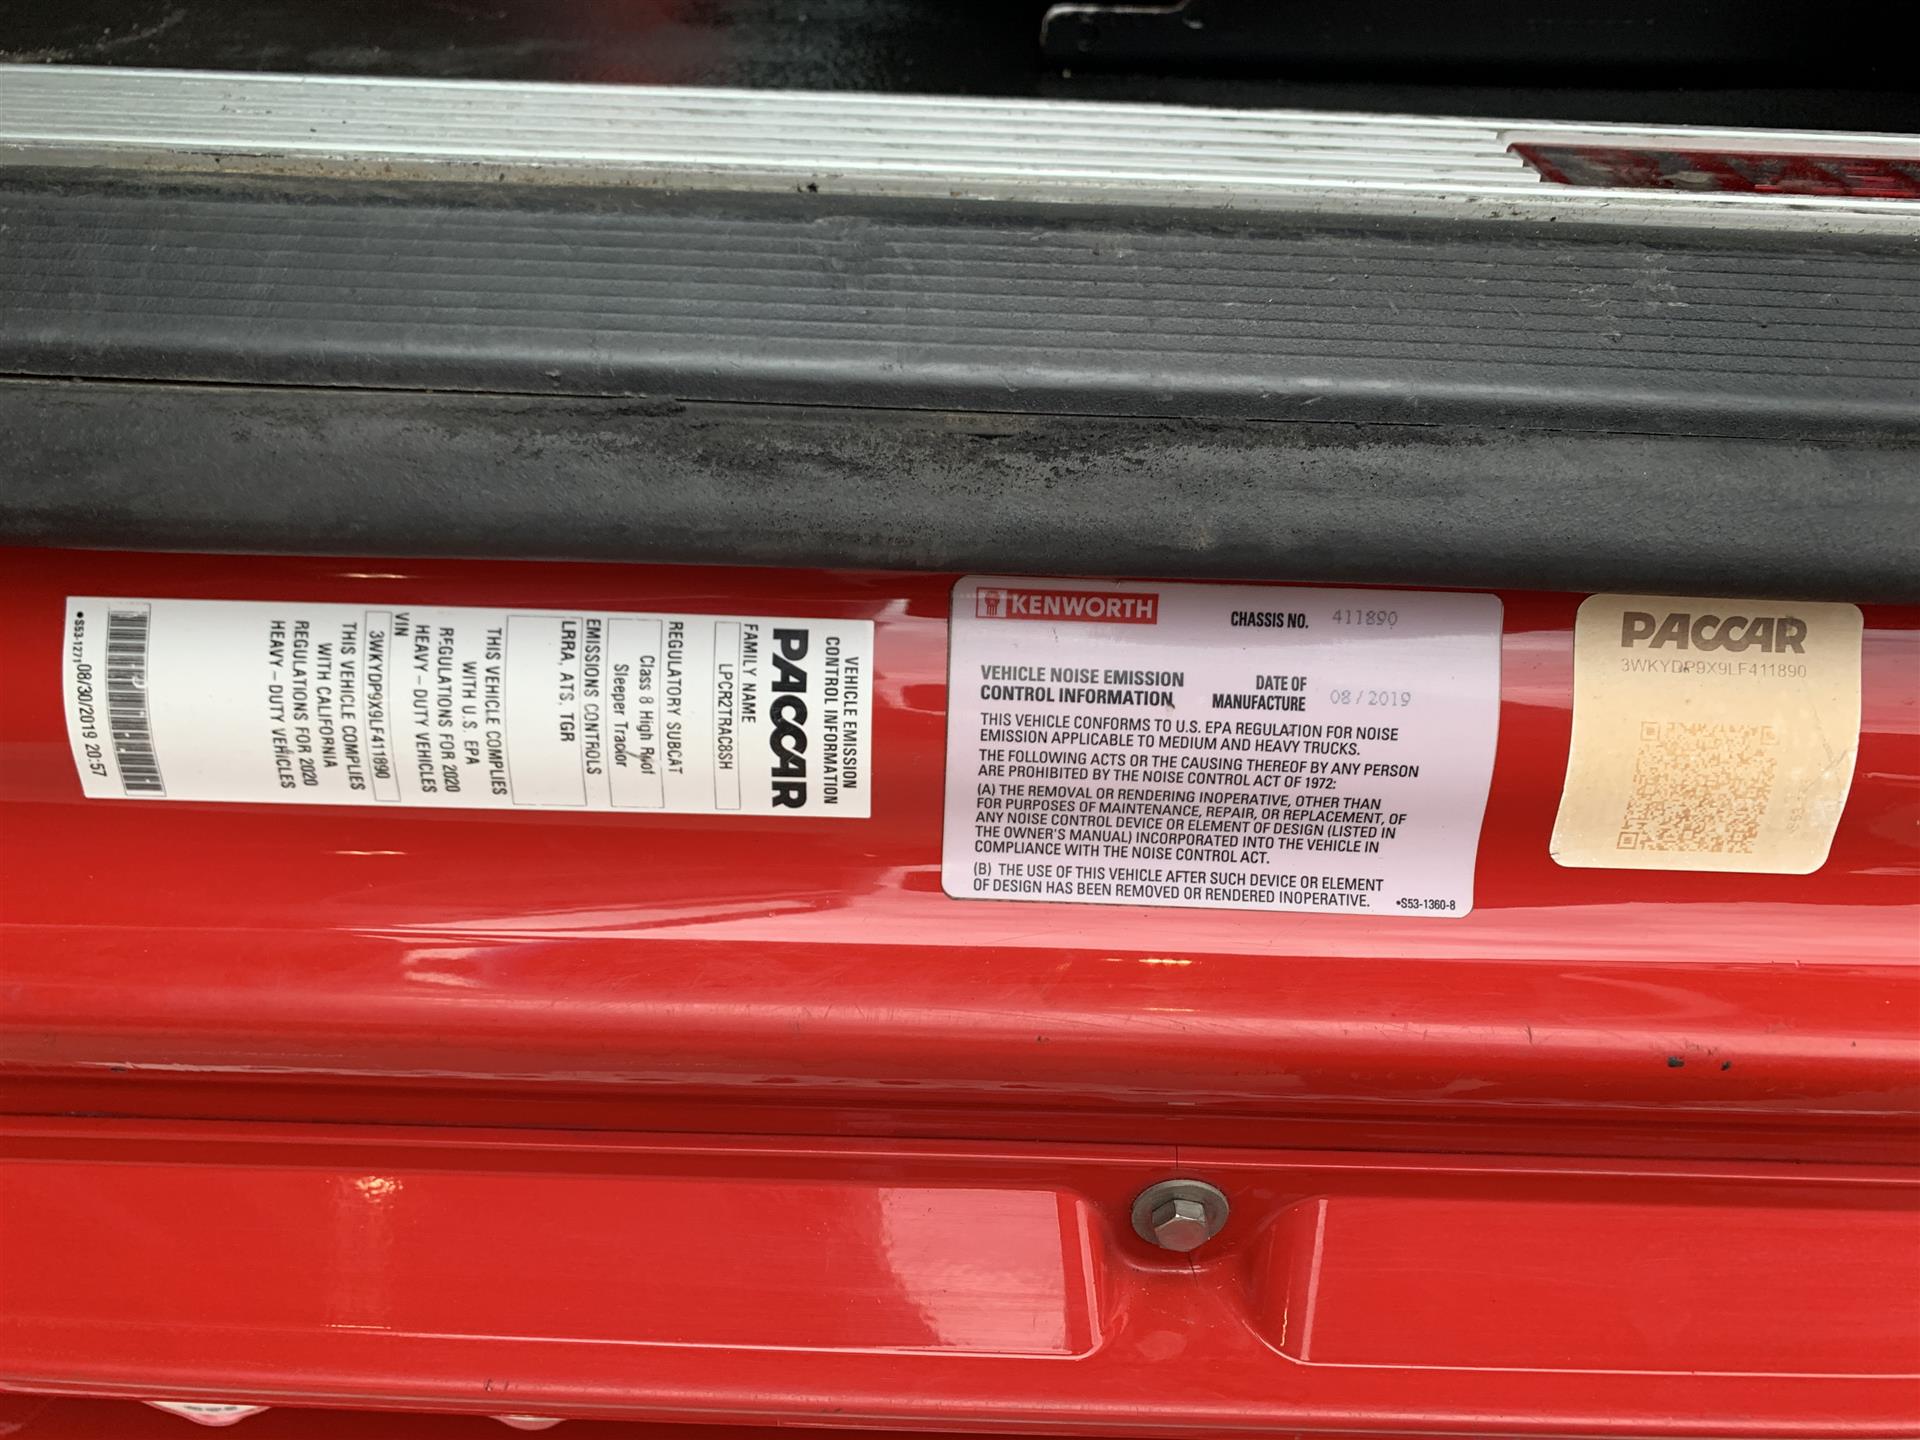 VEHICLE EMISSION
CONTROL INFORMATION
PACCAR
FAMILY NAME
LPCR2TRAC8SH
REGULATORY SUBCAT
Class 8 High Roof
Sleeper Tractor
EMISSIONS CONTROLS
LRRA, ATS, TGR
THIS VEHICLE COMPLIES
WITH U.S. EPA
REGULATIONS FOR 2020
HEAVY – DUTY VEHICLES
VIN
3WKYDP9X9LF411890
THIS VEHICLE COMPLIES
WITH CALIFORNIA
REGULATIONS FOR 2020
HEAVY – DUTY VEHICLES
•S53-1271 08/30/2019 20:57
KENWORTH
CHASSIS NO. 411890
VEHICLE NOISE EMISSION
CONTROL INFORMATION
DATE OF
MANUFACTURE 08/2019
THIS VEHICLE CONFORMS TO U.S. EPA REGULATION FOR NOISE
EMISSION APPLICABLE TO MEDIUM AND HEAVY TRUCKS.
THE FOLLOWING ACTS OR THE CAUSING THEREOF BY ANY PERSON
ARE PROHIBITED BY THE NOISE CONTROL ACT OF 1972:
(A) THE REMOVAL OR RENDERING INOPERATIVE, OTHER THAN
FOR PURPOSES OF MAINTENANCE, REPAIR, OR REPLACEMENT, OF
ANY NOISE CONTROL DEVICE OR ELEMENT OF DESIGN (LISTED IN
THE OWNER'S MANUAL) INCORPORATED INTO THE VEHICLE IN
COMPLIANCE WITH THE NOISE CONTROL ACT.
(B) THE USE OF THIS VEHICLE AFTER SUCH DEVICE OR ELEMENT
OF DESIGN HAS BEEN REMOVED OR RENDERED INOPERATIVE.
•S53-1360-8
PACCAR
3WKYDP9X9LF411890